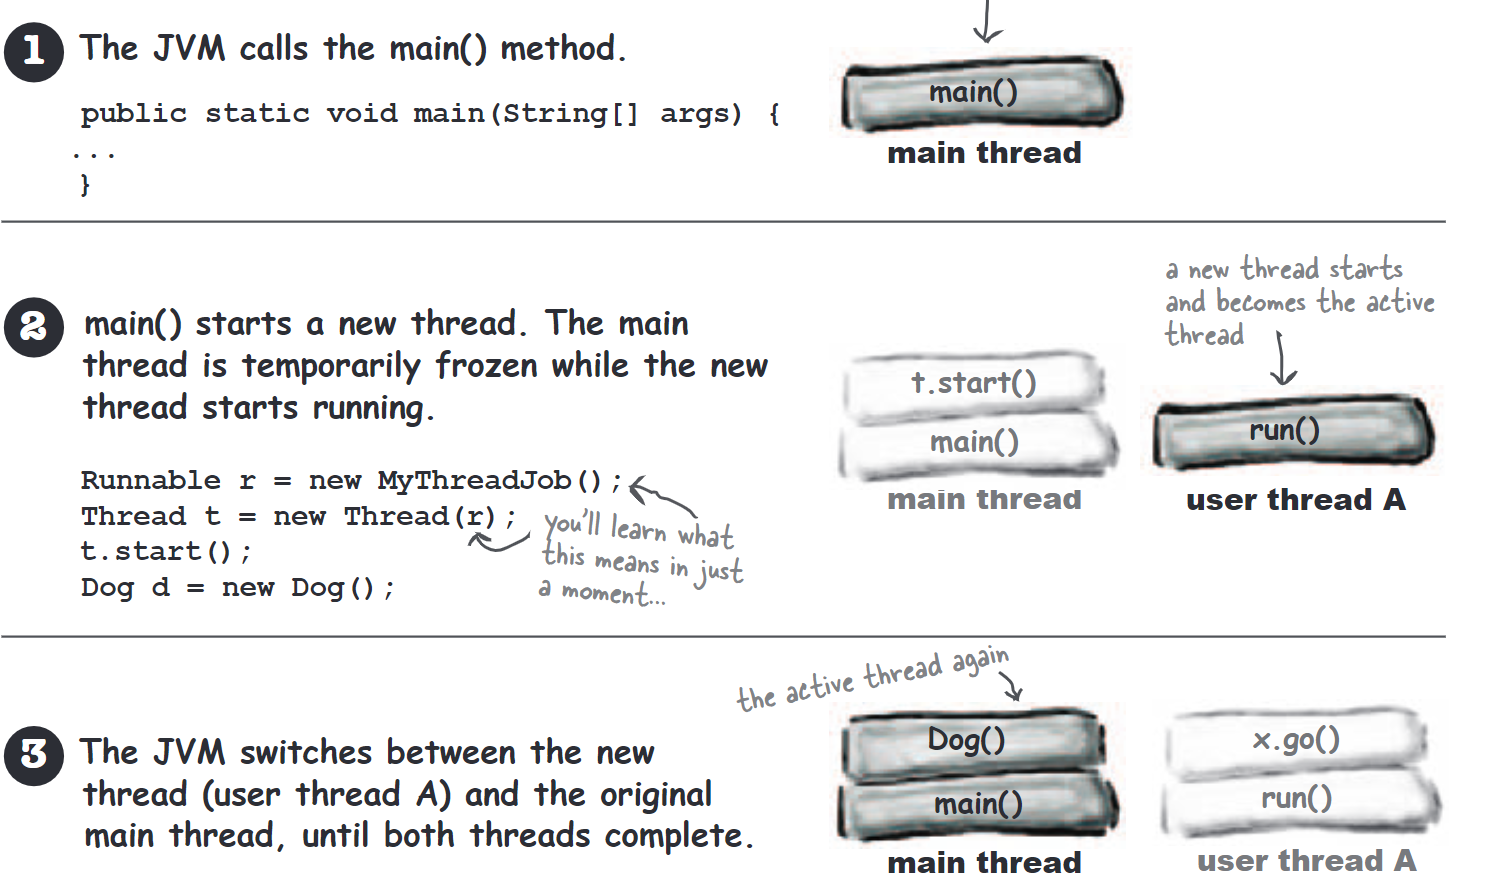 1 The JVM calls the main() method.
public static void main(String[] args) {
...
}
main()
main thread
2 main() starts a new thread. The main
thread is temporarily frozen while the new
thread starts running.
Runnable r = new MyThreadJob();
Thread t = new Thread(r);
t.start();
Dog d = new Dog();
you'll learn what
this means in just
a moment...
t.start()
main()
main thread
a new thread starts
and becomes the active
thread
run()
user thread A
3 The JVM switches between the new
thread (user thread A) and the original
main thread, until both threads complete.
the active thread again
Dog()
main()
main thread
x.go()
run()
user thread A